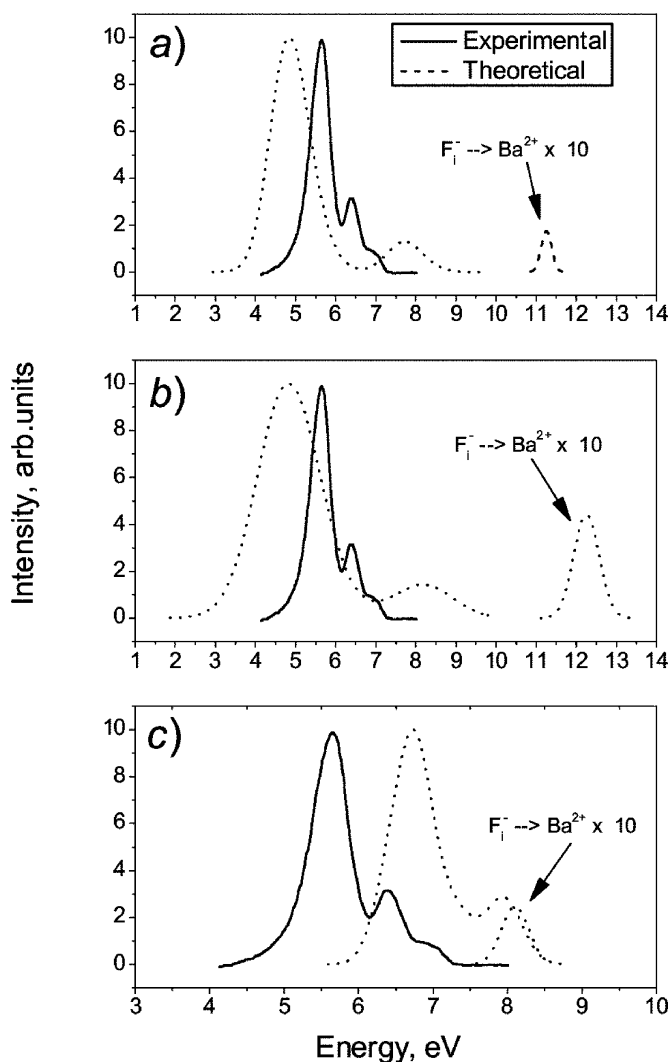 a)
Experimental
Theoretical
F_i^- --> Ba^2+ x 10
10
8
6
4
2
0
1 2 3 4 5 6 7 8 9 10 11 12 13 14
b)
F_i^- --> Ba^2+ x 10
10
8
6
4
2
0
1 2 3 4 5 6 7 8 9 10 11 12 13 14
c)
F_i^- --> Ba^2+ x 10
10
8
6
4
2
0
3 4 5 6 7 8 9 10
Intensity, arb.units
Energy, eV